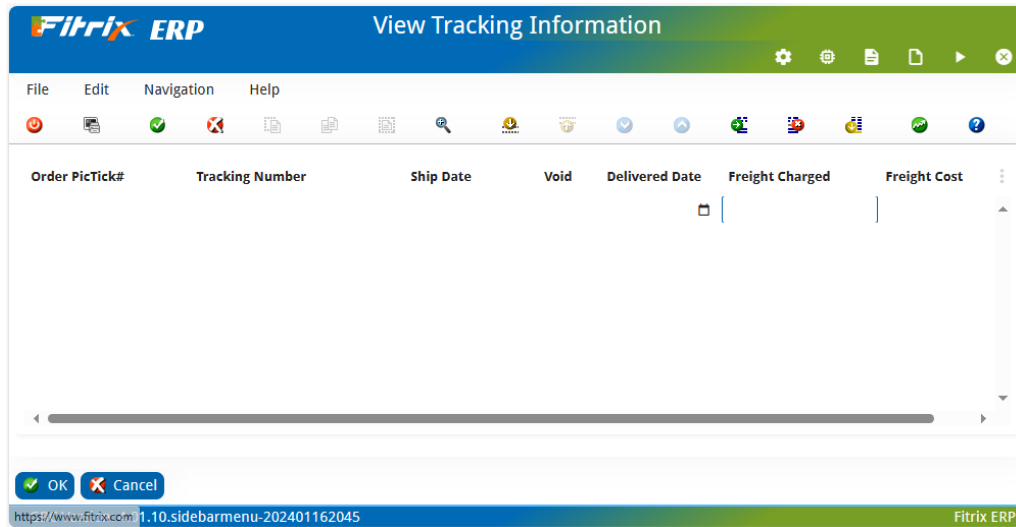 Fitrix ERP
View Tracking Information
File Edit Navigation Help
Order PicTick# Tracking Number Ship Date Void Delivered Date Freight Charged Freight Cost
OK Cancel
https://www.fitrix.com 1.10.sidebarmenu-202401162045 Fitrix ERP